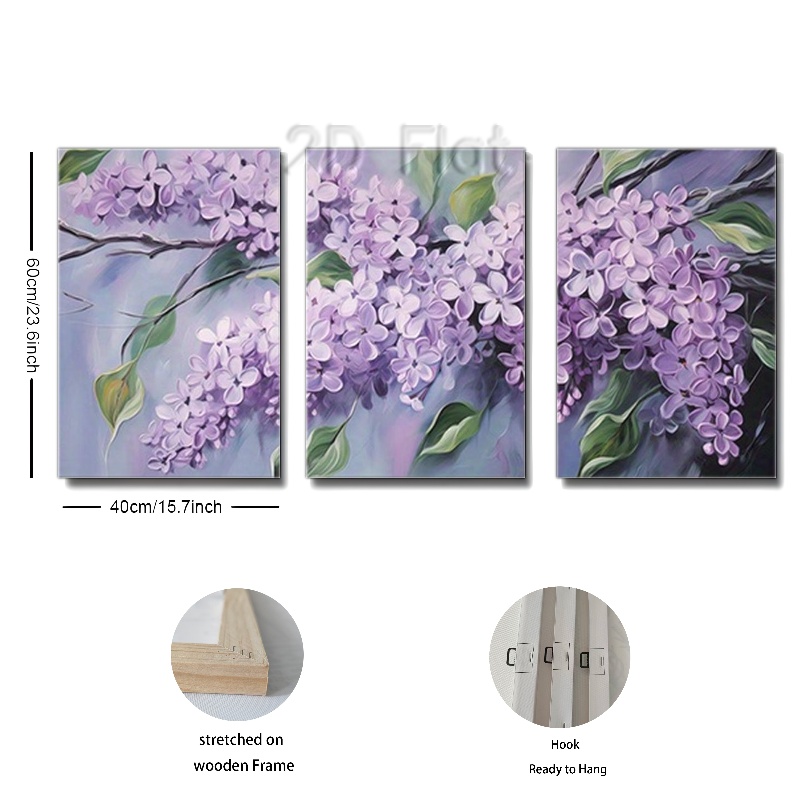 2D Flat
60cm/23.6inch
40cm/15.7inch
stretched on
wooden Frame
Hook
Ready to Hang